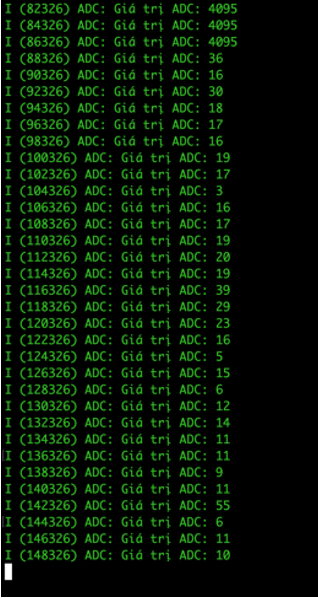 I (82326) ADC: Giá trị ADC: 4095
I (84326) ADC: Giá trị ADC: 4095
I (86326) ADC: Giá trị ADC: 4095
I (88326) ADC: Giá trị ADC: 36
I (90326) ADC: Giá trị ADC: 16
I (92326) ADC: Giá trị ADC: 30
I (94326) ADC: Giá trị ADC: 18
I (96326) ADC: Giá trị ADC: 17
I (98326) ADC: Giá trị ADC: 16
I (100326) ADC: Giá trị ADC: 19
I (102326) ADC: Giá trị ADC: 17
I (104326) ADC: Giá trị ADC: 3
I (106326) ADC: Giá trị ADC: 16
I (108326) ADC: Giá trị ADC: 17
I (110326) ADC: Giá trị ADC: 19
I (112326) ADC: Giá trị ADC: 20
I (114326) ADC: Giá trị ADC: 19
I (116326) ADC: Giá trị ADC: 39
I (118326) ADC: Giá trị ADC: 29
I (120326) ADC: Giá trị ADC: 23
I (122326) ADC: Giá trị ADC: 16
I (124326) ADC: Giá trị ADC: 5
I (126326) ADC: Giá trị ADC: 15
I (128326) ADC: Giá trị ADC: 6
I (130326) ADC: Giá trị ADC: 12
I (132326) ADC: Giá trị ADC: 14
I (134326) ADC: Giá trị ADC: 11
I (136326) ADC: Giá trị ADC: 11
I (138326) ADC: Giá trị ADC: 9
I (140326) ADC: Giá trị ADC: 11
I (142326) ADC: Giá trị ADC: 55
I (144326) ADC: Giá trị ADC: 6
I (146326) ADC: Giá trị ADC: 11
I (148326) ADC: Giá trị ADC: 10